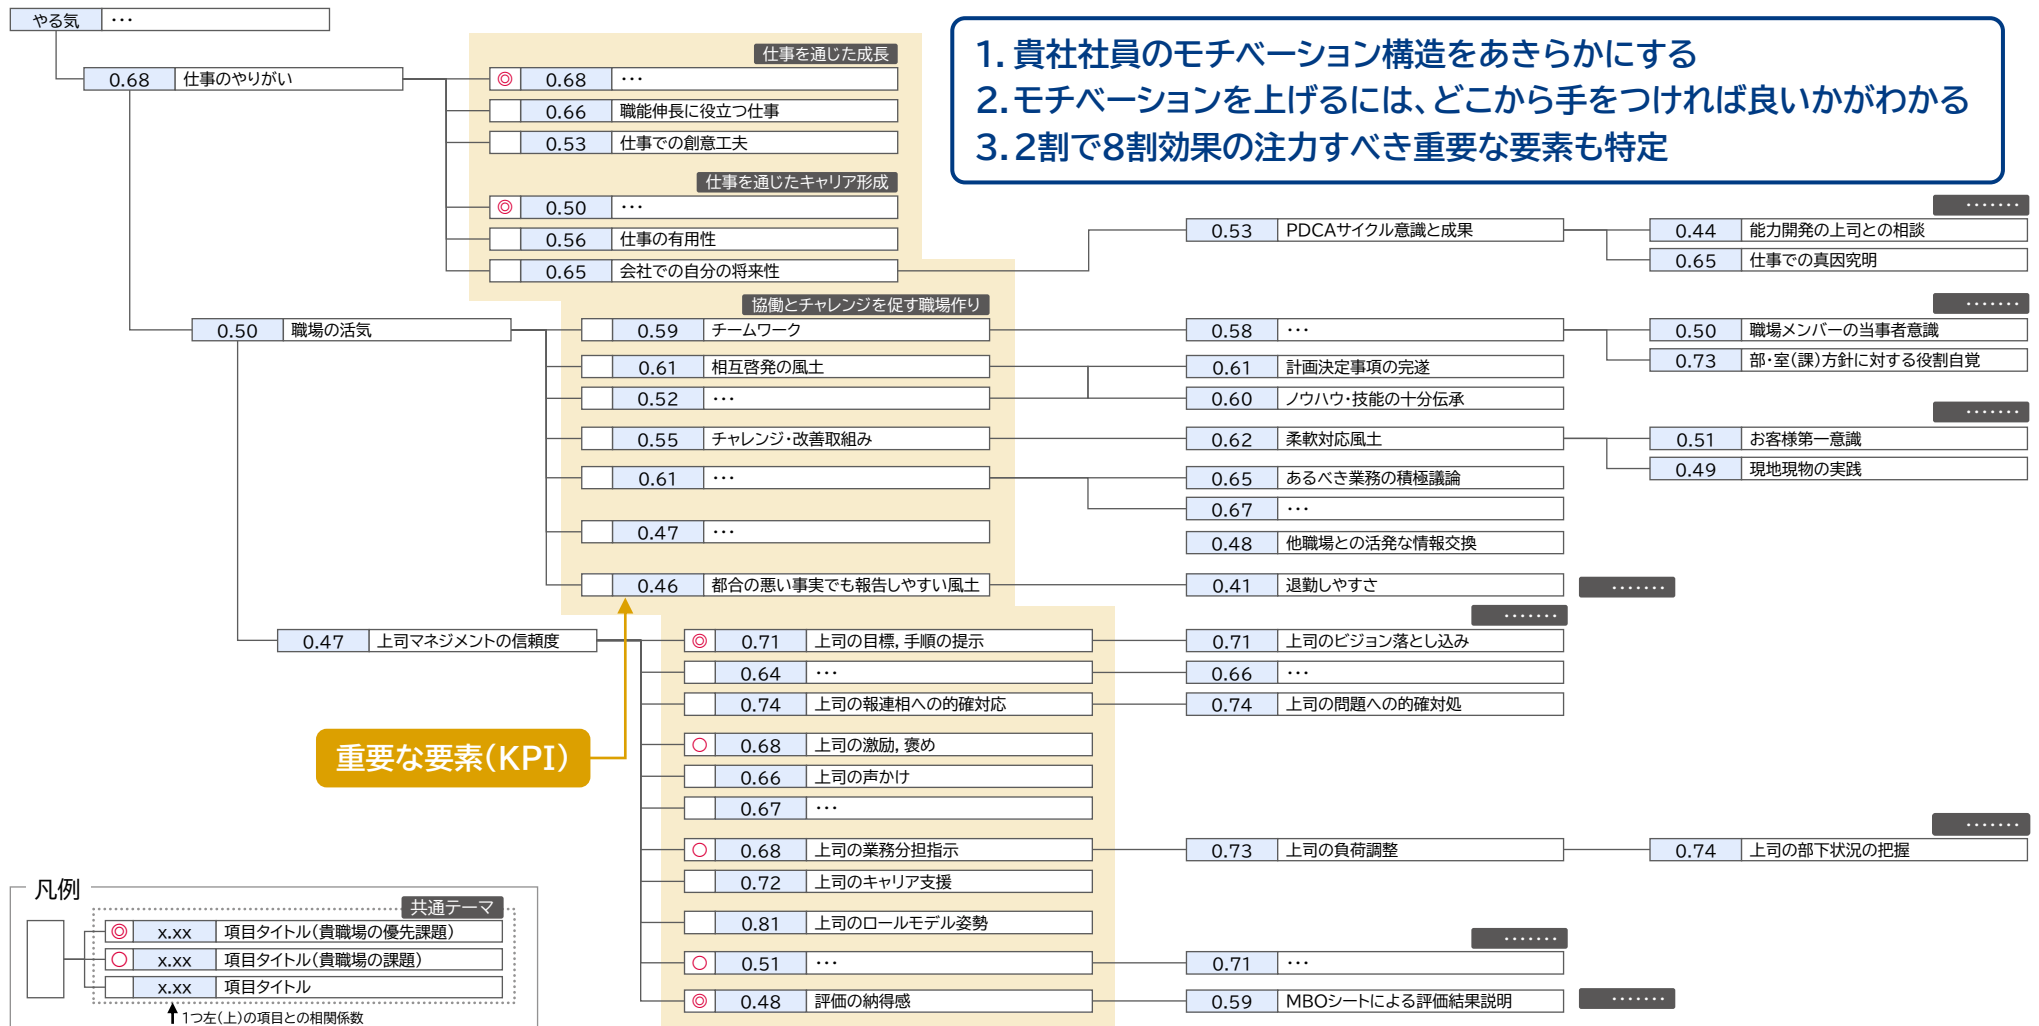 やる気 ･･･
1. 貴社社員のモチベーション構造をあきらかにする
2.モチベーションを上げるには、どこから手をつければ良いかがわかる
3.2割で8割効果の注力すべき重要な要素も特定
仕事を通じた成長
0.68 仕事のやりがい
◎ 0.68 ･･･
0.66 職能伸長に役立つ仕事
0.53 仕事での創意工夫
仕事を通じたキャリア形成
◎ 0.50 ･･･
0.56 仕事の有用性
0.65 会社での自分の将来性
0.53 PDCAサイクル意識と成果
･･･････
0.44 能力開発の上司との相談
0.65 仕事での真因究明
協働とチャレンジを促す職場作り
0.50 職場の活気
0.59 チームワーク
0.58 ･･･
･･･････
0.50 職場メンバーの当事者意識
0.73 部･室(課)方針に対する役割自覚
0.61 相互啓発の風土
0.61 計画決定事項の完遂
0.52 ･･･
0.60 ノウハウ･技能の十分伝承
0.55 チャレンジ･改善取組み
0.62 柔軟対応風土
･･･････
0.51 お客様第一意識
0.49 現地現物の実践
0.61 ･･･
0.65 あるべき業務の積極議論
0.67 ･･･
0.47 ･･･
0.48 他職場との活発な情報交換
0.46 都合の悪い事実でも報告しやすい風土
0.41 退勤しやすさ
･･･････
･･･････
0.47 上司マネジメントの信頼度
◎ 0.71 上司の目標, 手順の提示
0.71 上司のビジョン落とし込み
0.64 ･･･
0.66 ･･･
0.74 上司の報連相への的確対応
0.74 上司の問題への的確対処
重要な要素(KPI)
○ 0.68 上司の激励, 褒め
0.66 上司の声かけ
0.67 ･･･
○ 0.68 上司の業務分担指示
0.73 上司の負荷調整
･･･････
0.74 上司の部下状況の把握
0.72 上司のキャリア支援
0.81 上司のロールモデル姿勢
･･･････
○ 0.51 ･･･
0.71 ･･･
◎ 0.48 評価の納得感
0.59 MBOシートによる評価結果説明
･･･････
凡例
共通テーマ
◎ x.xx 項目タイトル(貴職場の優先課題)
○ x.xx 項目タイトル(貴職場の課題)
x.xx 項目タイトル
1つ左(上)の項目との相関係数